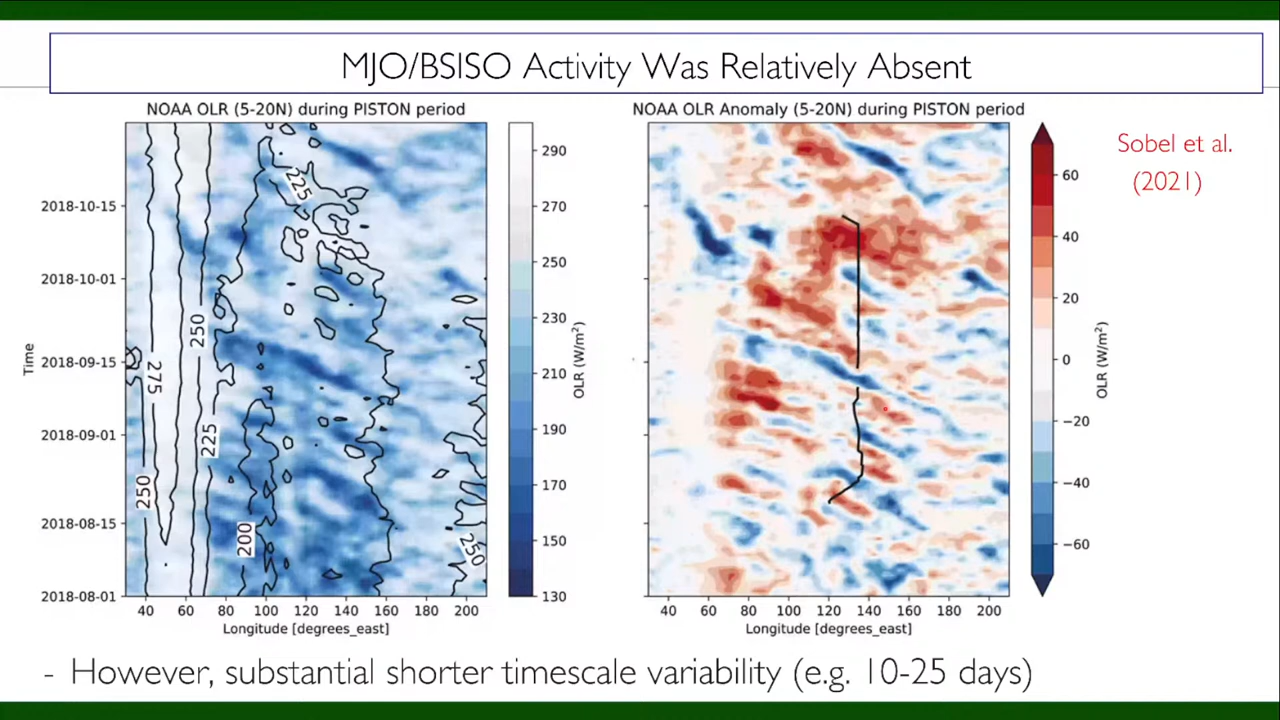 MJO/BSISO Activity Was Relatively Absent
NOAA OLR (5-20N) during PISTON period
NOAA OLR Anomaly (5-20N) during PISTON period
Sobel et al.
(2021)
Time
2018-10-15
2018-10-01
2018-09-15
2018-09-01
2018-08-15
2018-08-01
225
250
275
225
250
200
250
40 60 80 100 120 140 160 180 200
Longitude [degrees_east]
290
270
250
230
210
190
170
150
130
OLR (W/m²)
40 60 80 100 120 140 160 180 200
Longitude [degrees_east]
60
40
20
0
−20
−40
−60
OLR (W/m²)
- However, substantial shorter timescale variability (e.g. 10-25 days)